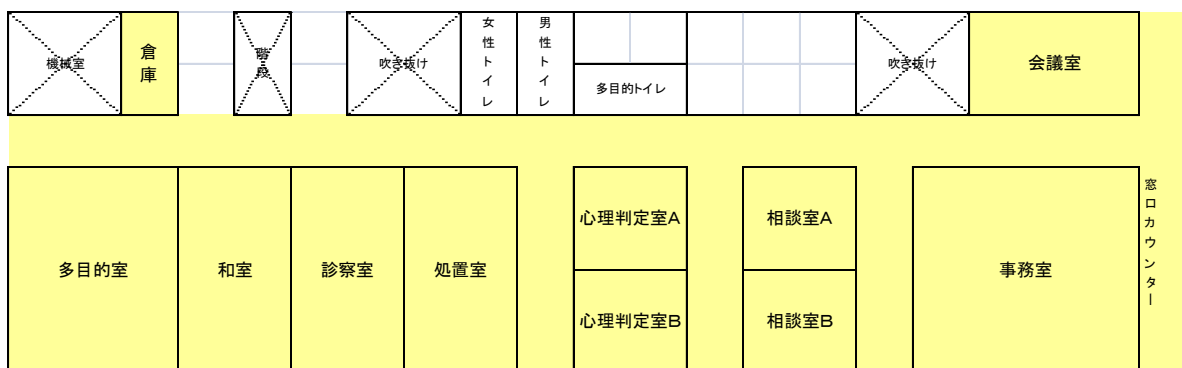 機械室
倉庫
階段
吹き抜け
女性トイレ
男性トイレ
多目的トイレ
吹き抜け
会議室
多目的室
和室
診察室
処置室
心理判定室A
心理判定室B
相談室A
相談室B
事務室
窓口カウンター